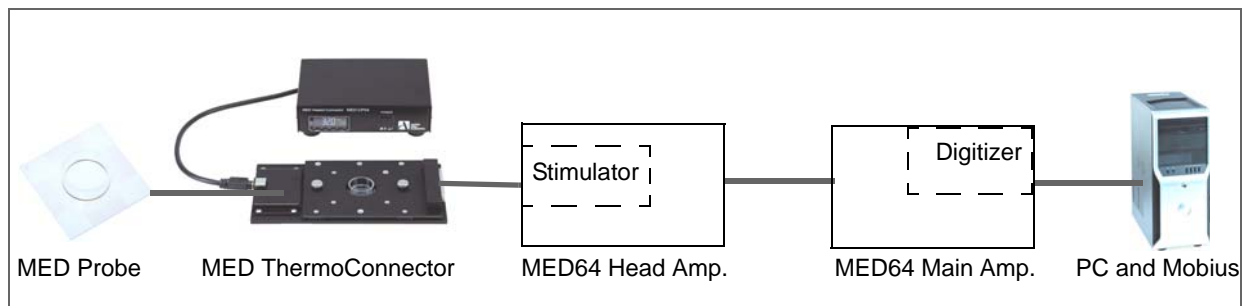 Stimulator
Digitizer
MED Probe
MED ThermoConnector
MED64 Head Amp.
MED64 Main Amp.
PC and Mobius